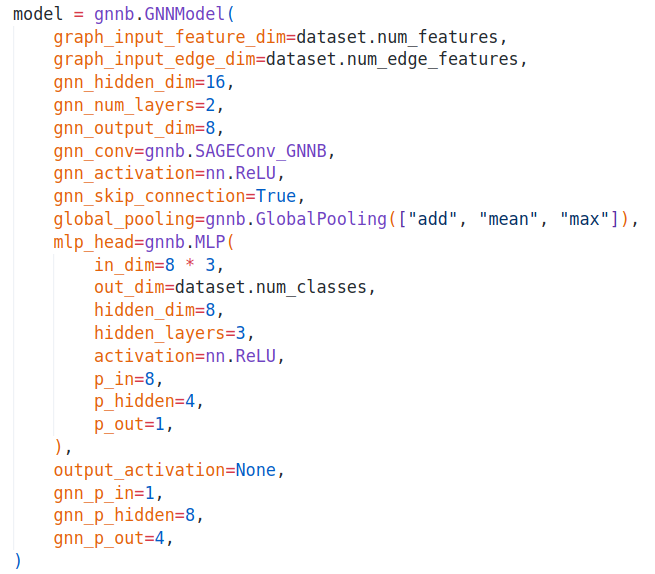 model = gnnb.GNNModel(
    graph_input_feature_dim=dataset.num_features,
    graph_input_edge_dim=dataset.num_edge_features,
    gnn_hidden_dim=16,
    gnn_num_layers=2,
    gnn_output_dim=8,
    gnn_conv=gnnb.SAGEConv_GNNB,
    gnn_activation=nn.ReLU,
    gnn_skip_connection=True,
    global_pooling=gnnb.GlobalPooling(["add", "mean", "max"]),
    mlp_head=gnnb.MLP(
        in_dim=8 * 3,
        out_dim=dataset.num_classes,
        hidden_dim=8,
        hidden_layers=3,
        activation=nn.ReLU,
        p_in=8,
        p_hidden=4,
        p_out=1,
    ),
    output_activation=None,
    gnn_p_in=1,
    gnn_p_hidden=8,
    gnn_p_out=4,
)